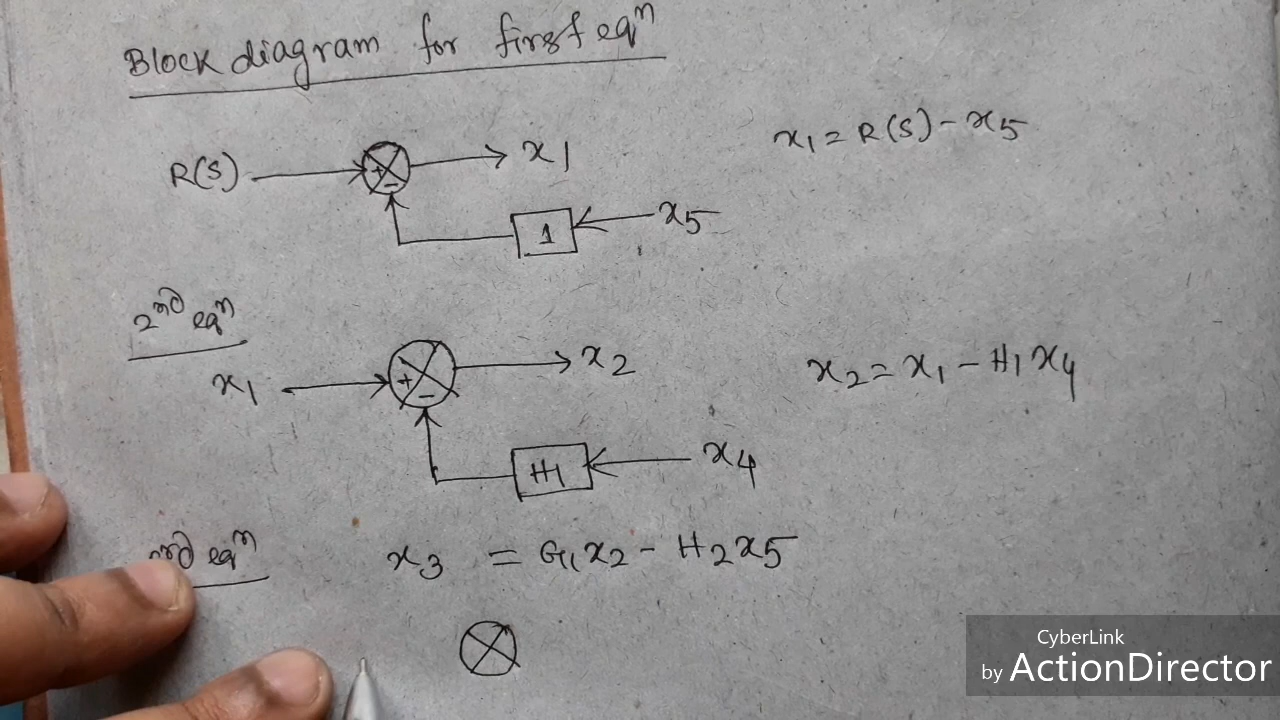 Block diagram for first eqⁿ
x₁ = R(S) - x₅
R(S) + - x₁
1 x₅
2ⁿᵈ eqⁿ
x₁ + - x₂
x₂ = x₁ - H₁x₄
H₁ x₄
eqⁿ x₃ = G₁x₂ - H₂x₅
CyberLink
by ActionDirector